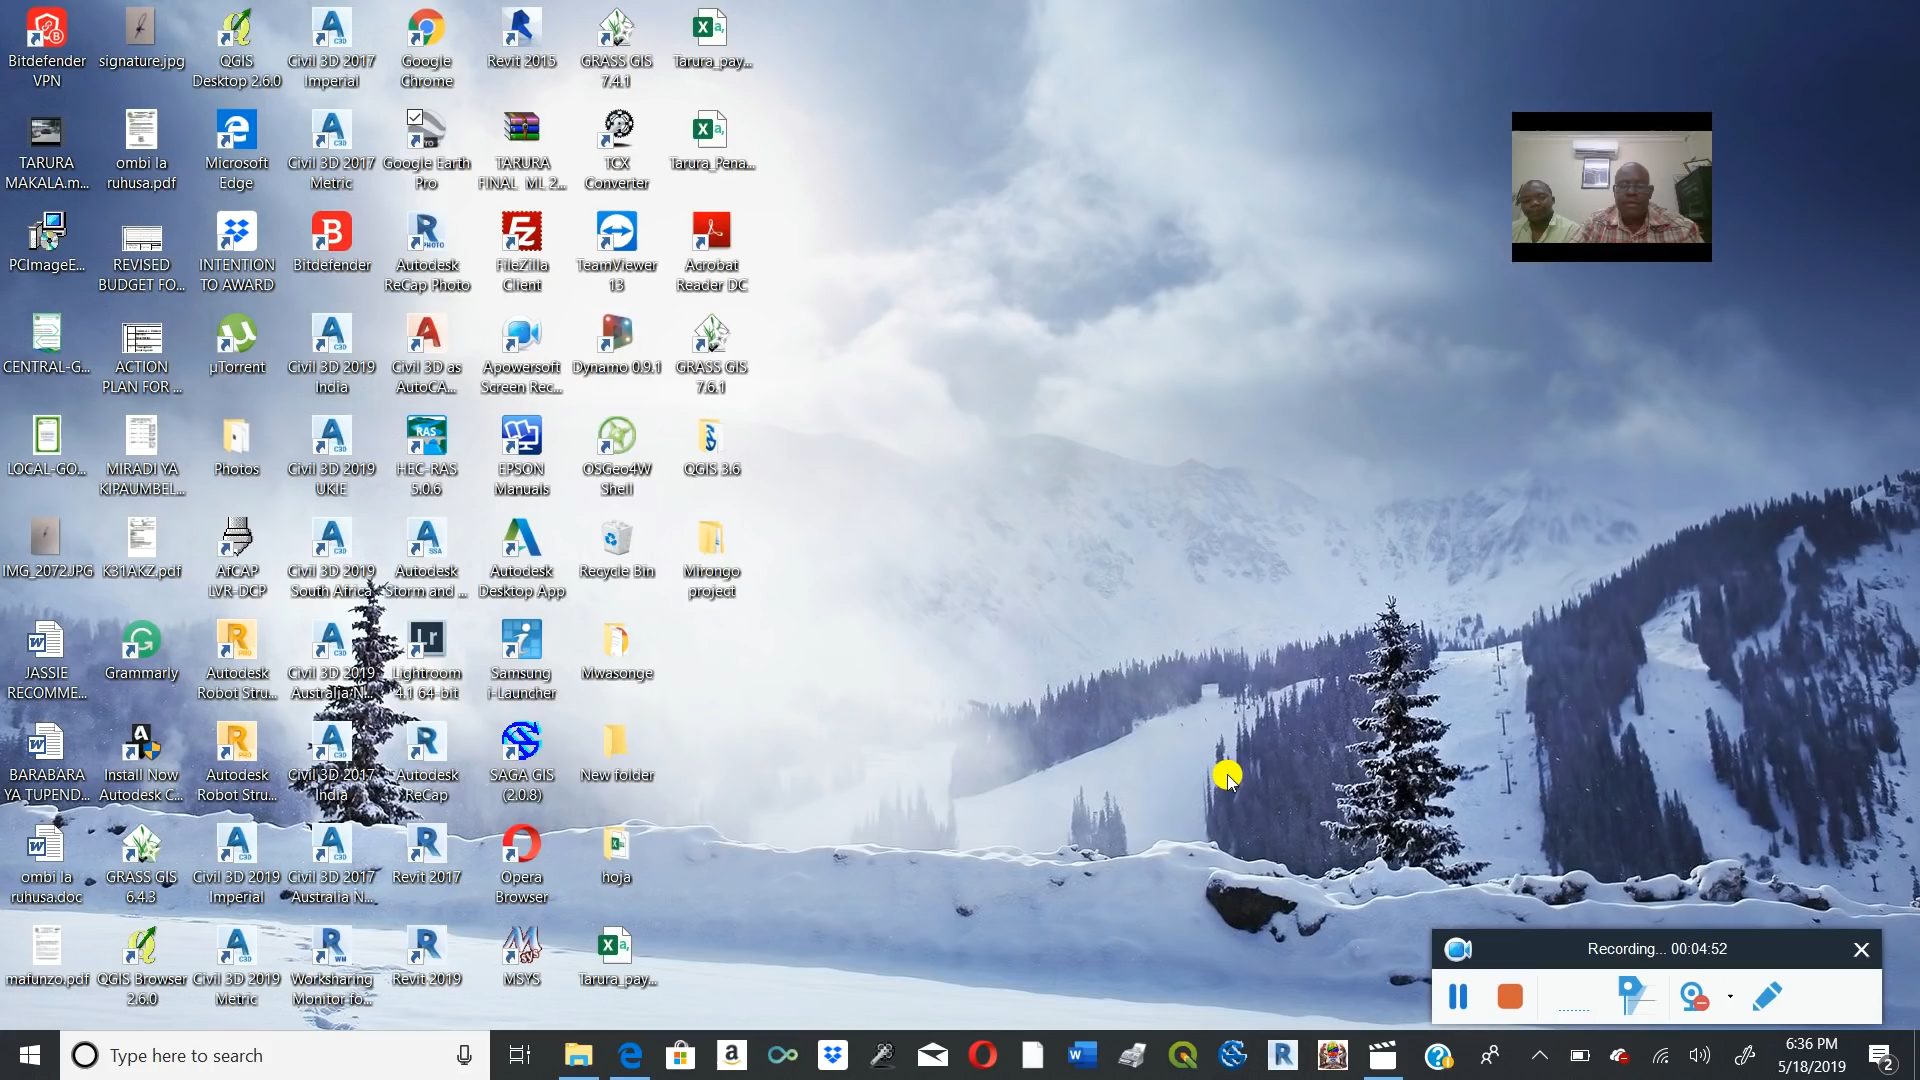 Bitdefender
VPN
signature.jpg
QGIS
Desktop 2.6.0
Civil 3D 2017
Imperial
Google
Chrome
Revit 2015
GRASS GIS
7.4.1
Tarura_pay...
TARURA
MAKALA.m...
ombi la
ruhusa.pdf
Microsoft
Edge
Civil 3D 2017
Metric
Google Earth
Pro
TARURA
FINAL ML 2...
TCX
Converter
Tarura_Pena...
PCImageE...
REVISED
BUDGET FO...
INTENTION
TO AWARD
Bitdefender
Autodesk
ReCap Photo
FileZilla
Client
TeamViewer
13
Acrobat
Reader DC
CENTRAL-G...
ACTION
PLAN FOR ...
µTorrent
Civil 3D 2019
India
Civil 3D as
AutoCA...
Apowersoft
Screen Rec...
Dynamo 0.9.1
GRASS GIS
7.6.1
LOCAL-GO...
MIRADI YA
KIPAUMBEL...
Photos
Civil 3D 2019
UKIE
HEC-RAS
5.0.6
EPSON
Manuals
OSGeo4W
Shell
QGIS 3.6
IMG_2072.JPG
K31AKZ.pdf
AfCAP
LVR-DCP
Civil 3D 2019
South Africa
Autodesk
Storm and ...
Autodesk
Desktop App
Recycle Bin
Mirongo
project
JASSIE
RECOMME...
Grammarly
Autodesk
Robot Stru...
Civil 3D 2019
Australia N...
Lightroom
4.1 64-bit
Samsung
i-Launcher
Mwasonge
BARABARA
YA TUPEND...
Install Now
Autodesk C...
Autodesk
Robot Stru...
Civil 3D 2017
India
Autodesk
ReCap
SAGA GIS
(2.0.8)
New folder
ombi la
ruhusa.doc
GRASS GIS
6.4.3
Civil 3D 2019
Imperial
Civil 3D 2017
Australia N...
Revit 2017
Opera
Browser
hoja
mafunzo.pdf
QGIS Browser
2.6.0
Civil 3D 2019
Metric
Worksharing
Monitor fo...
Revit 2019
MSYS
Tarura_pay...
Recording... 00:04:52
Type here to search
6:36 PM
5/18/2019
2